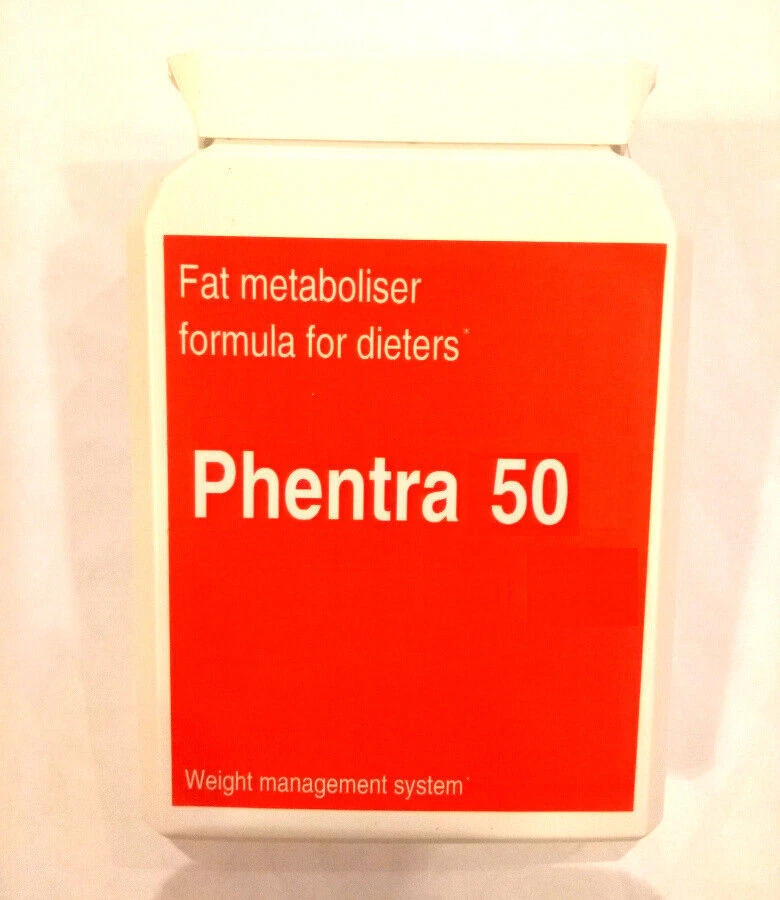 Fat metaboliser
formula for dieters*
Phentra 50
Weight management system*